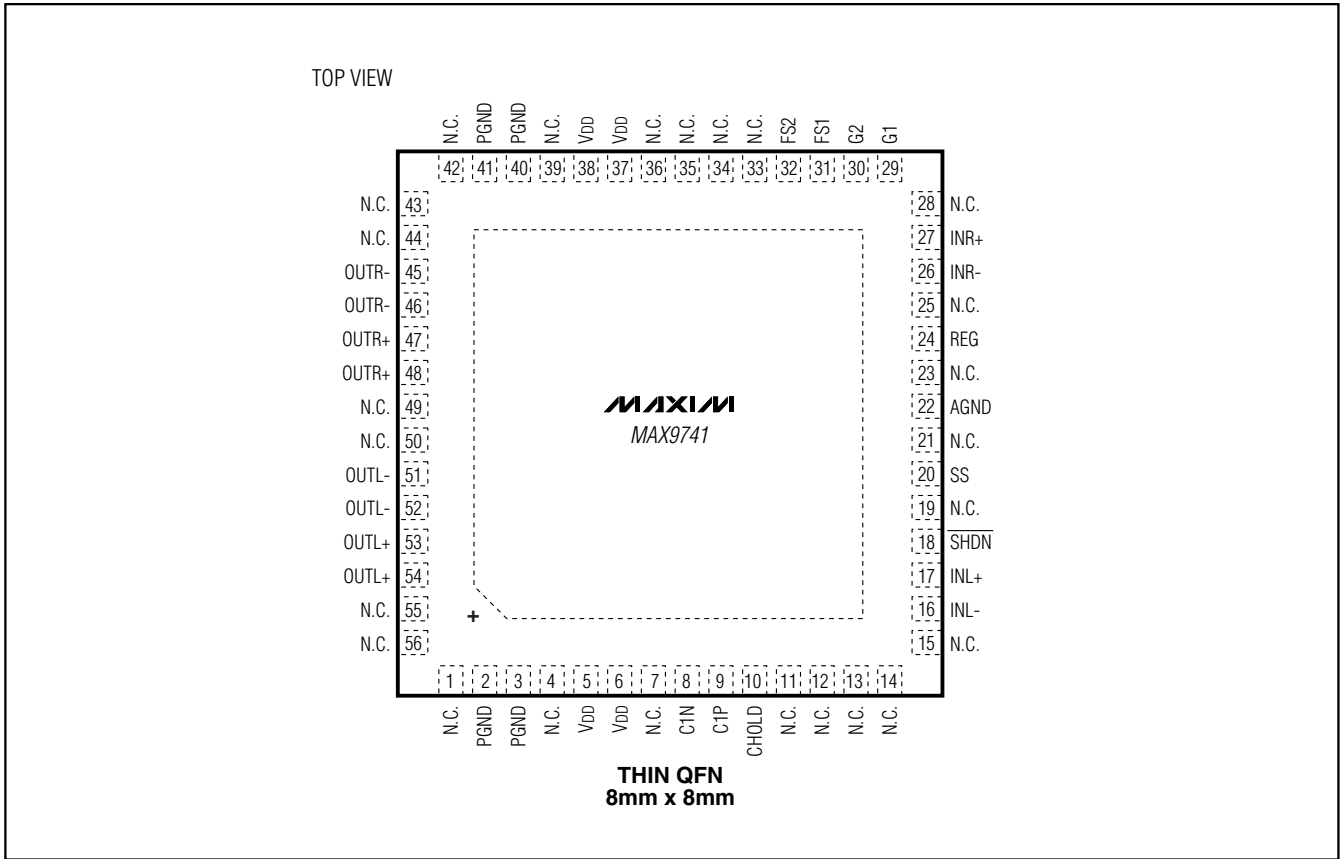 TOP VIEW
N.C. PGND PGND N.C. VDD VDD N.C. N.C. N.C. N.C. FS2 FS1 G2 G1
42 41 40 39 38 37 36 35 34 33 32 31 30 29
N.C. 43 28 N.C.
N.C. 44 27 INR+
OUTR- 45 26 INR-
OUTR- 46 25 N.C.
OUTR+ 47 24 REG
OUTR+ 48 23 N.C.
N.C. 49 22 AGND
MAXIM
N.C. 50 21 N.C.
MAX9741
OUTL- 51 20 SS
OUTL- 52 19 N.C.
OUTL+ 53 18 SHDN
OUTL+ 54 17 INL+
N.C. 55 16 INL-
+
N.C. 56 15 N.C.
1 2 3 4 5 6 7 8 9 10 11 12 13 14
N.C. PGND PGND N.C. VDD VDD N.C. C1N C1P CHOLD N.C. N.C. N.C. N.C.
THIN QFN
8mm x 8mm